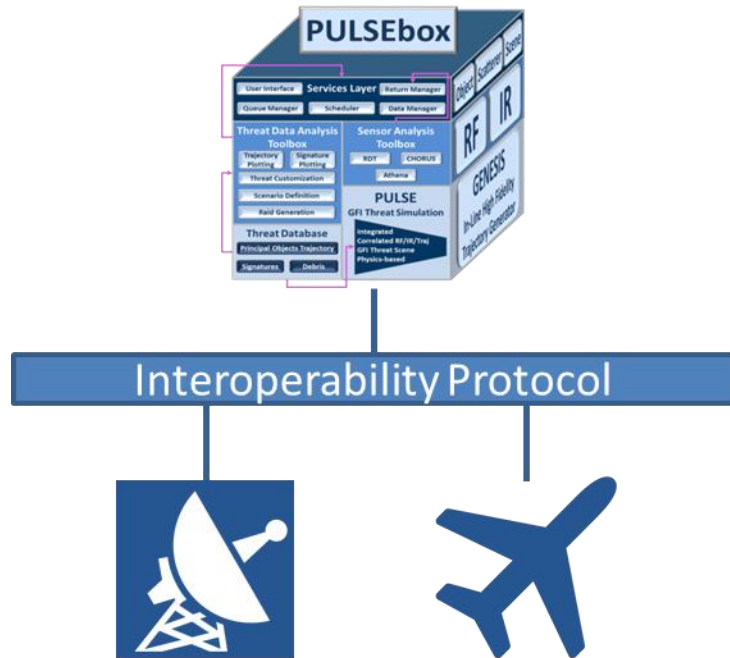 PULSEbox
User Interface
Services Layer
Return Manager
Queue Manager
Scheduler
Data Manager
Threat Data Analysis
Toolbox
Trajectory
Plotting
Signature
Plotting
Threat Customization
Scenario Definition
Raid Generation
Sensor Analysis
Toolbox
RDT
CHORUS
Athena
Threat Database
Principal Objects Trajectory
Signatures
Debris
PULSE
GFI Threat Simulation
Integrated
Correlated RF/IR/Traj
GFI Threat Scene
Physics-based
Object
Scatterer
Scene
RF
IR
GENESIS
In-Line High Fidelity
Trajectory Generator
Interoperability Protocol